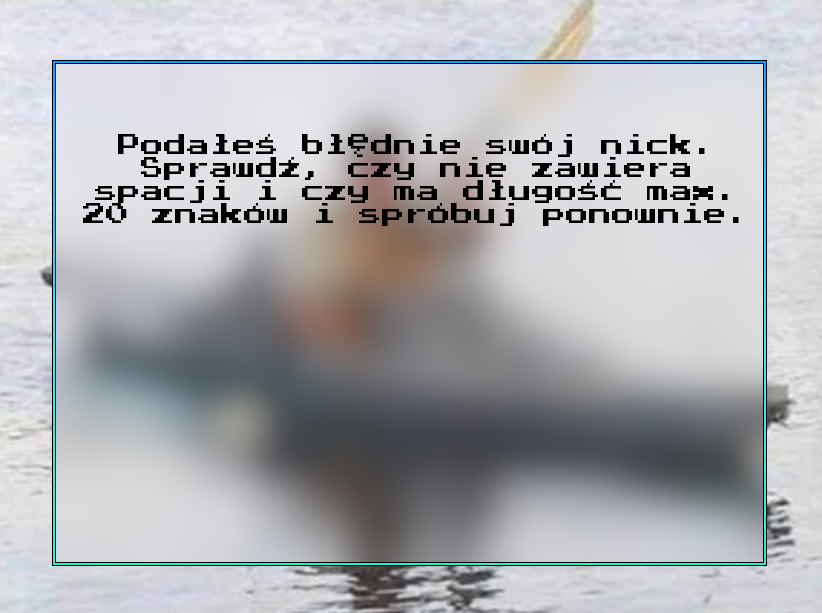 Podałeś błędnie swój nick.
Sprawdź, czy nie zawiera
spacji i czy ma długość max.
20 znaków i spróbuj ponownie.